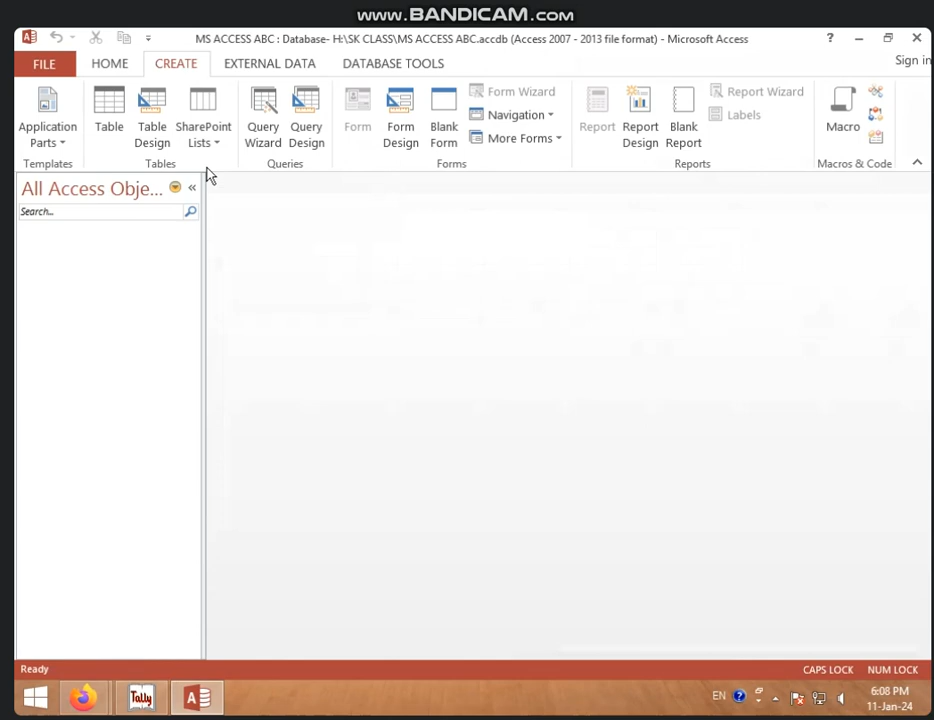 www.BANDICAM.com
MS ACCESS ABC : Database- H:\SK CLASS\MS ACCESS ABC.accdb (Access 2007 - 2013 file format) - Microsoft Access
?
FILE
HOME
CREATE
EXTERNAL DATA
DATABASE TOOLS
Sign in
Application Parts
Table
Table Design
SharePoint Lists
Query Wizard
Query Design
Form
Form Design
Blank Form
Form Wizard
Navigation
More Forms
Report
Report Design
Blank Report
Report Wizard
Labels
Macro
Templates
Tables
Queries
Forms
Reports
Macros & Code
All Access Obje...
Search...
Ready
CAPS LOCK
NUM LOCK
Tally
EN
6:08 PM
11-Jan-24